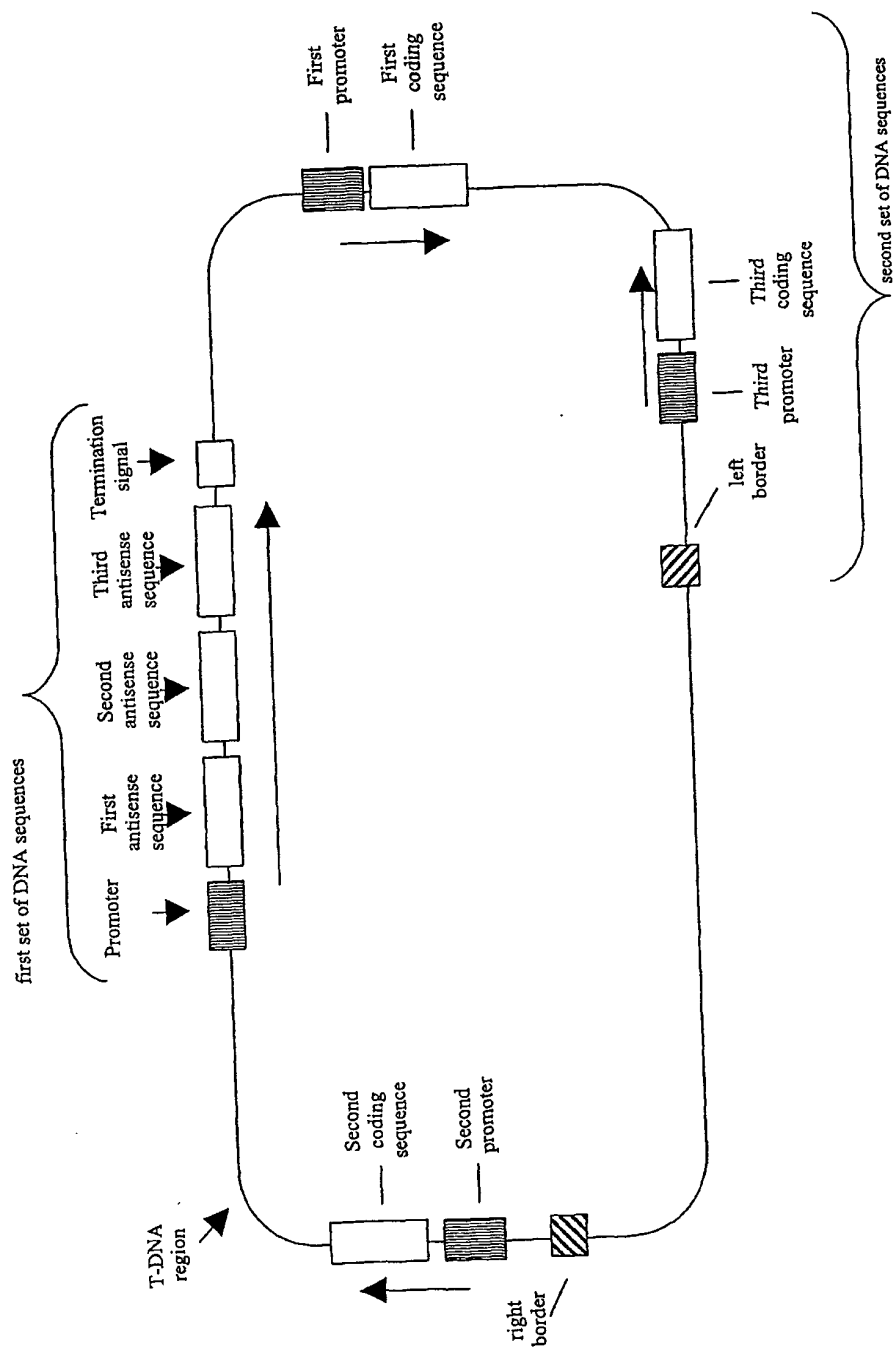 first set of DNA sequences
Promoter
First
antisense
sequence
Second
antisense
sequence
Third
antisense
sequence
Termination
signal
T-DNA
region
First
promoter
First
coding
sequence
Second
coding
sequence
Second
promoter
right
border
left
border
Third
promoter
Third
coding
sequence
second set of DNA sequences